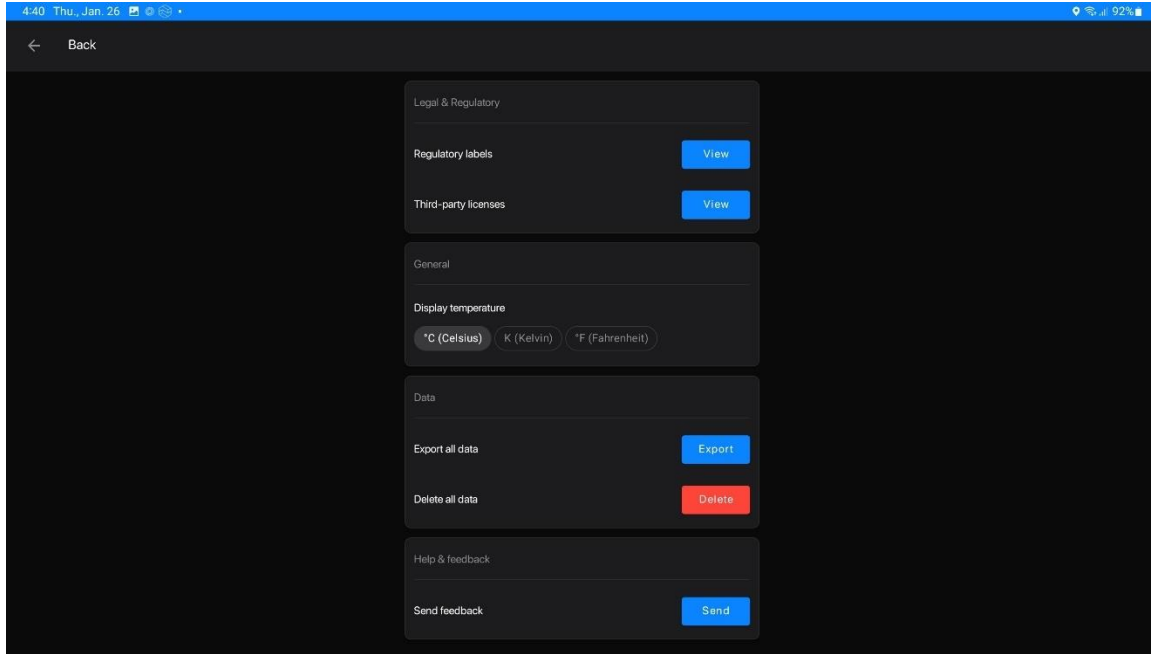 4:40 Thu., Jan. 26 92%
Back
Legal & Regulatory
Regulatory labels View
Third-party licenses View
General
Display temperature
°C (Celsius) K (Kelvin) °F (Fahrenheit)
Data
Export all data Export
Delete all data Delete
Help & feedback
Send feedback Send